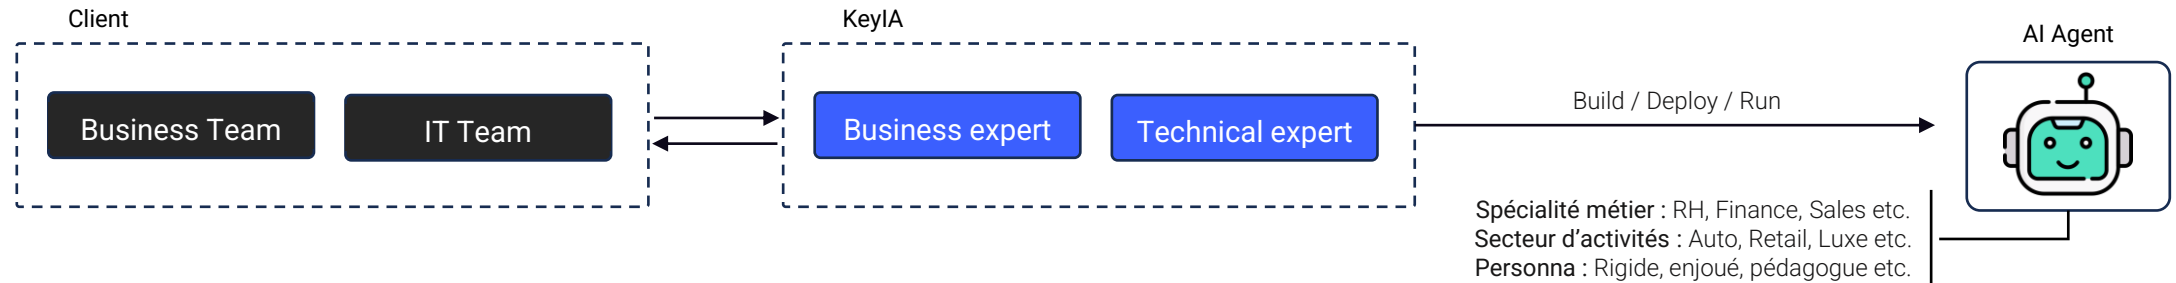 Client
KeyIA
AI Agent
Business Team
IT Team
Business expert
Technical expert
Build / Deploy / Run
Spécialité métier : RH, Finance, Sales etc.
Secteur d’activités : Auto, Retail, Luxe etc.
Personna : Rigide, enjoué, pédagogue etc.